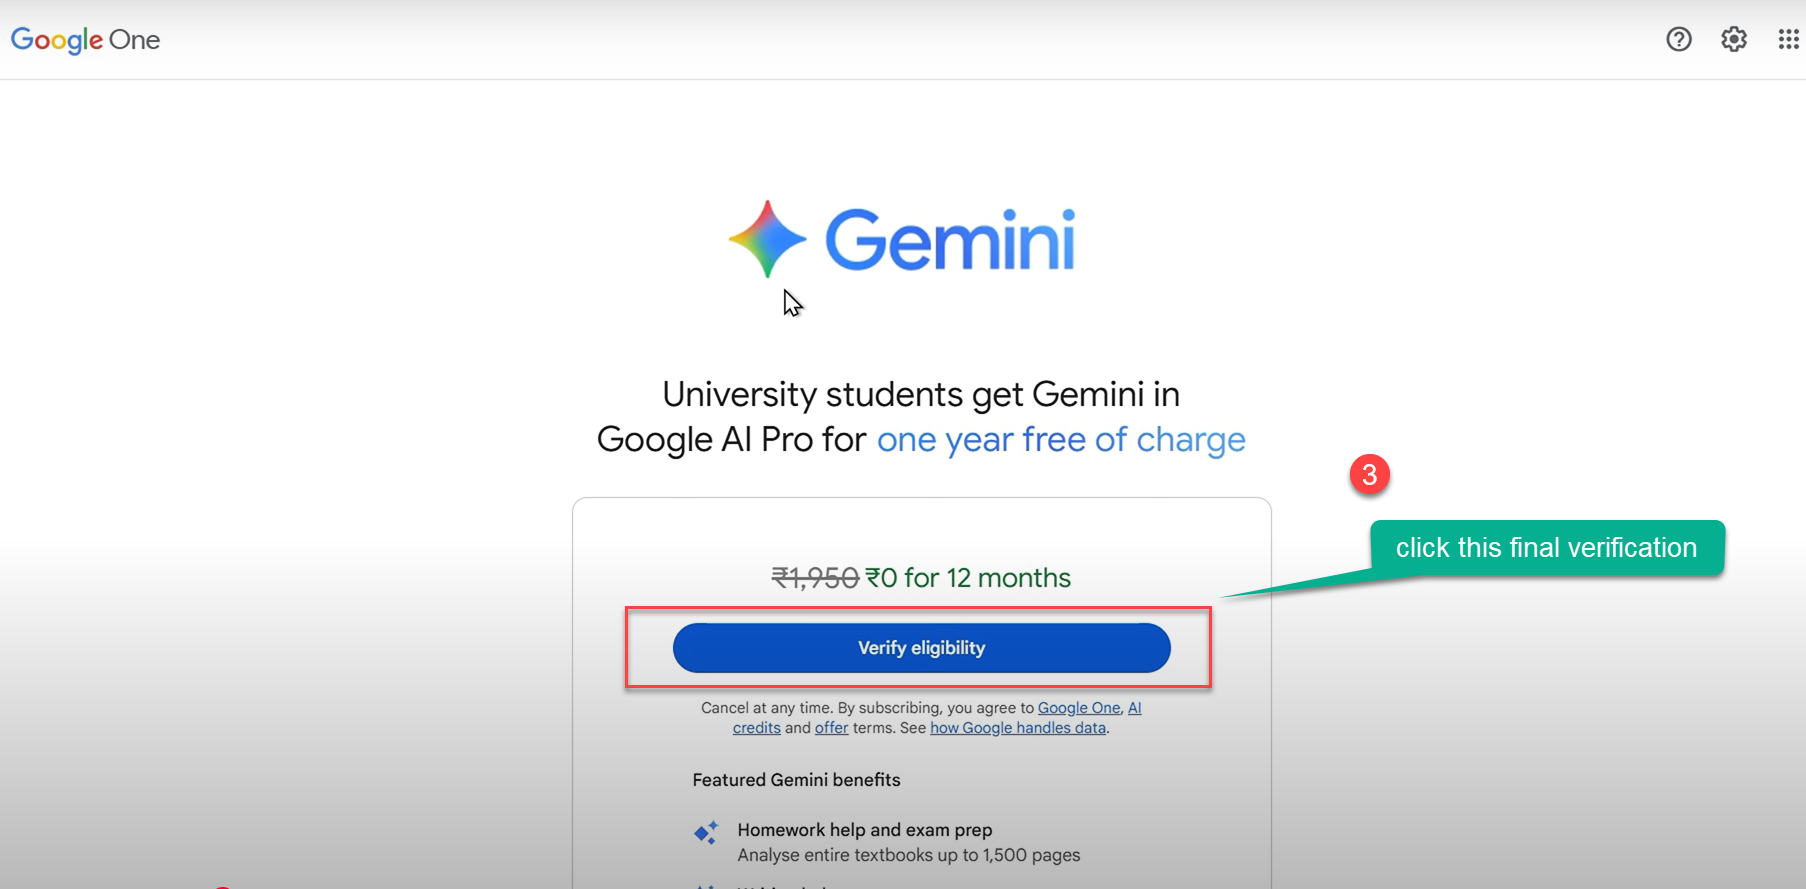 Google One
Gemini
University students get Gemini in
Google AI Pro for one year free of charge
3
click this final verification
₹1,950 ₹0 for 12 months
Verify eligibility
Cancel at any time. By subscribing, you agree to Google One, AI
credits and offer terms. See how Google handles data.
Featured Gemini benefits
Homework help and exam prep
Analyse entire textbooks up to 1,500 pages